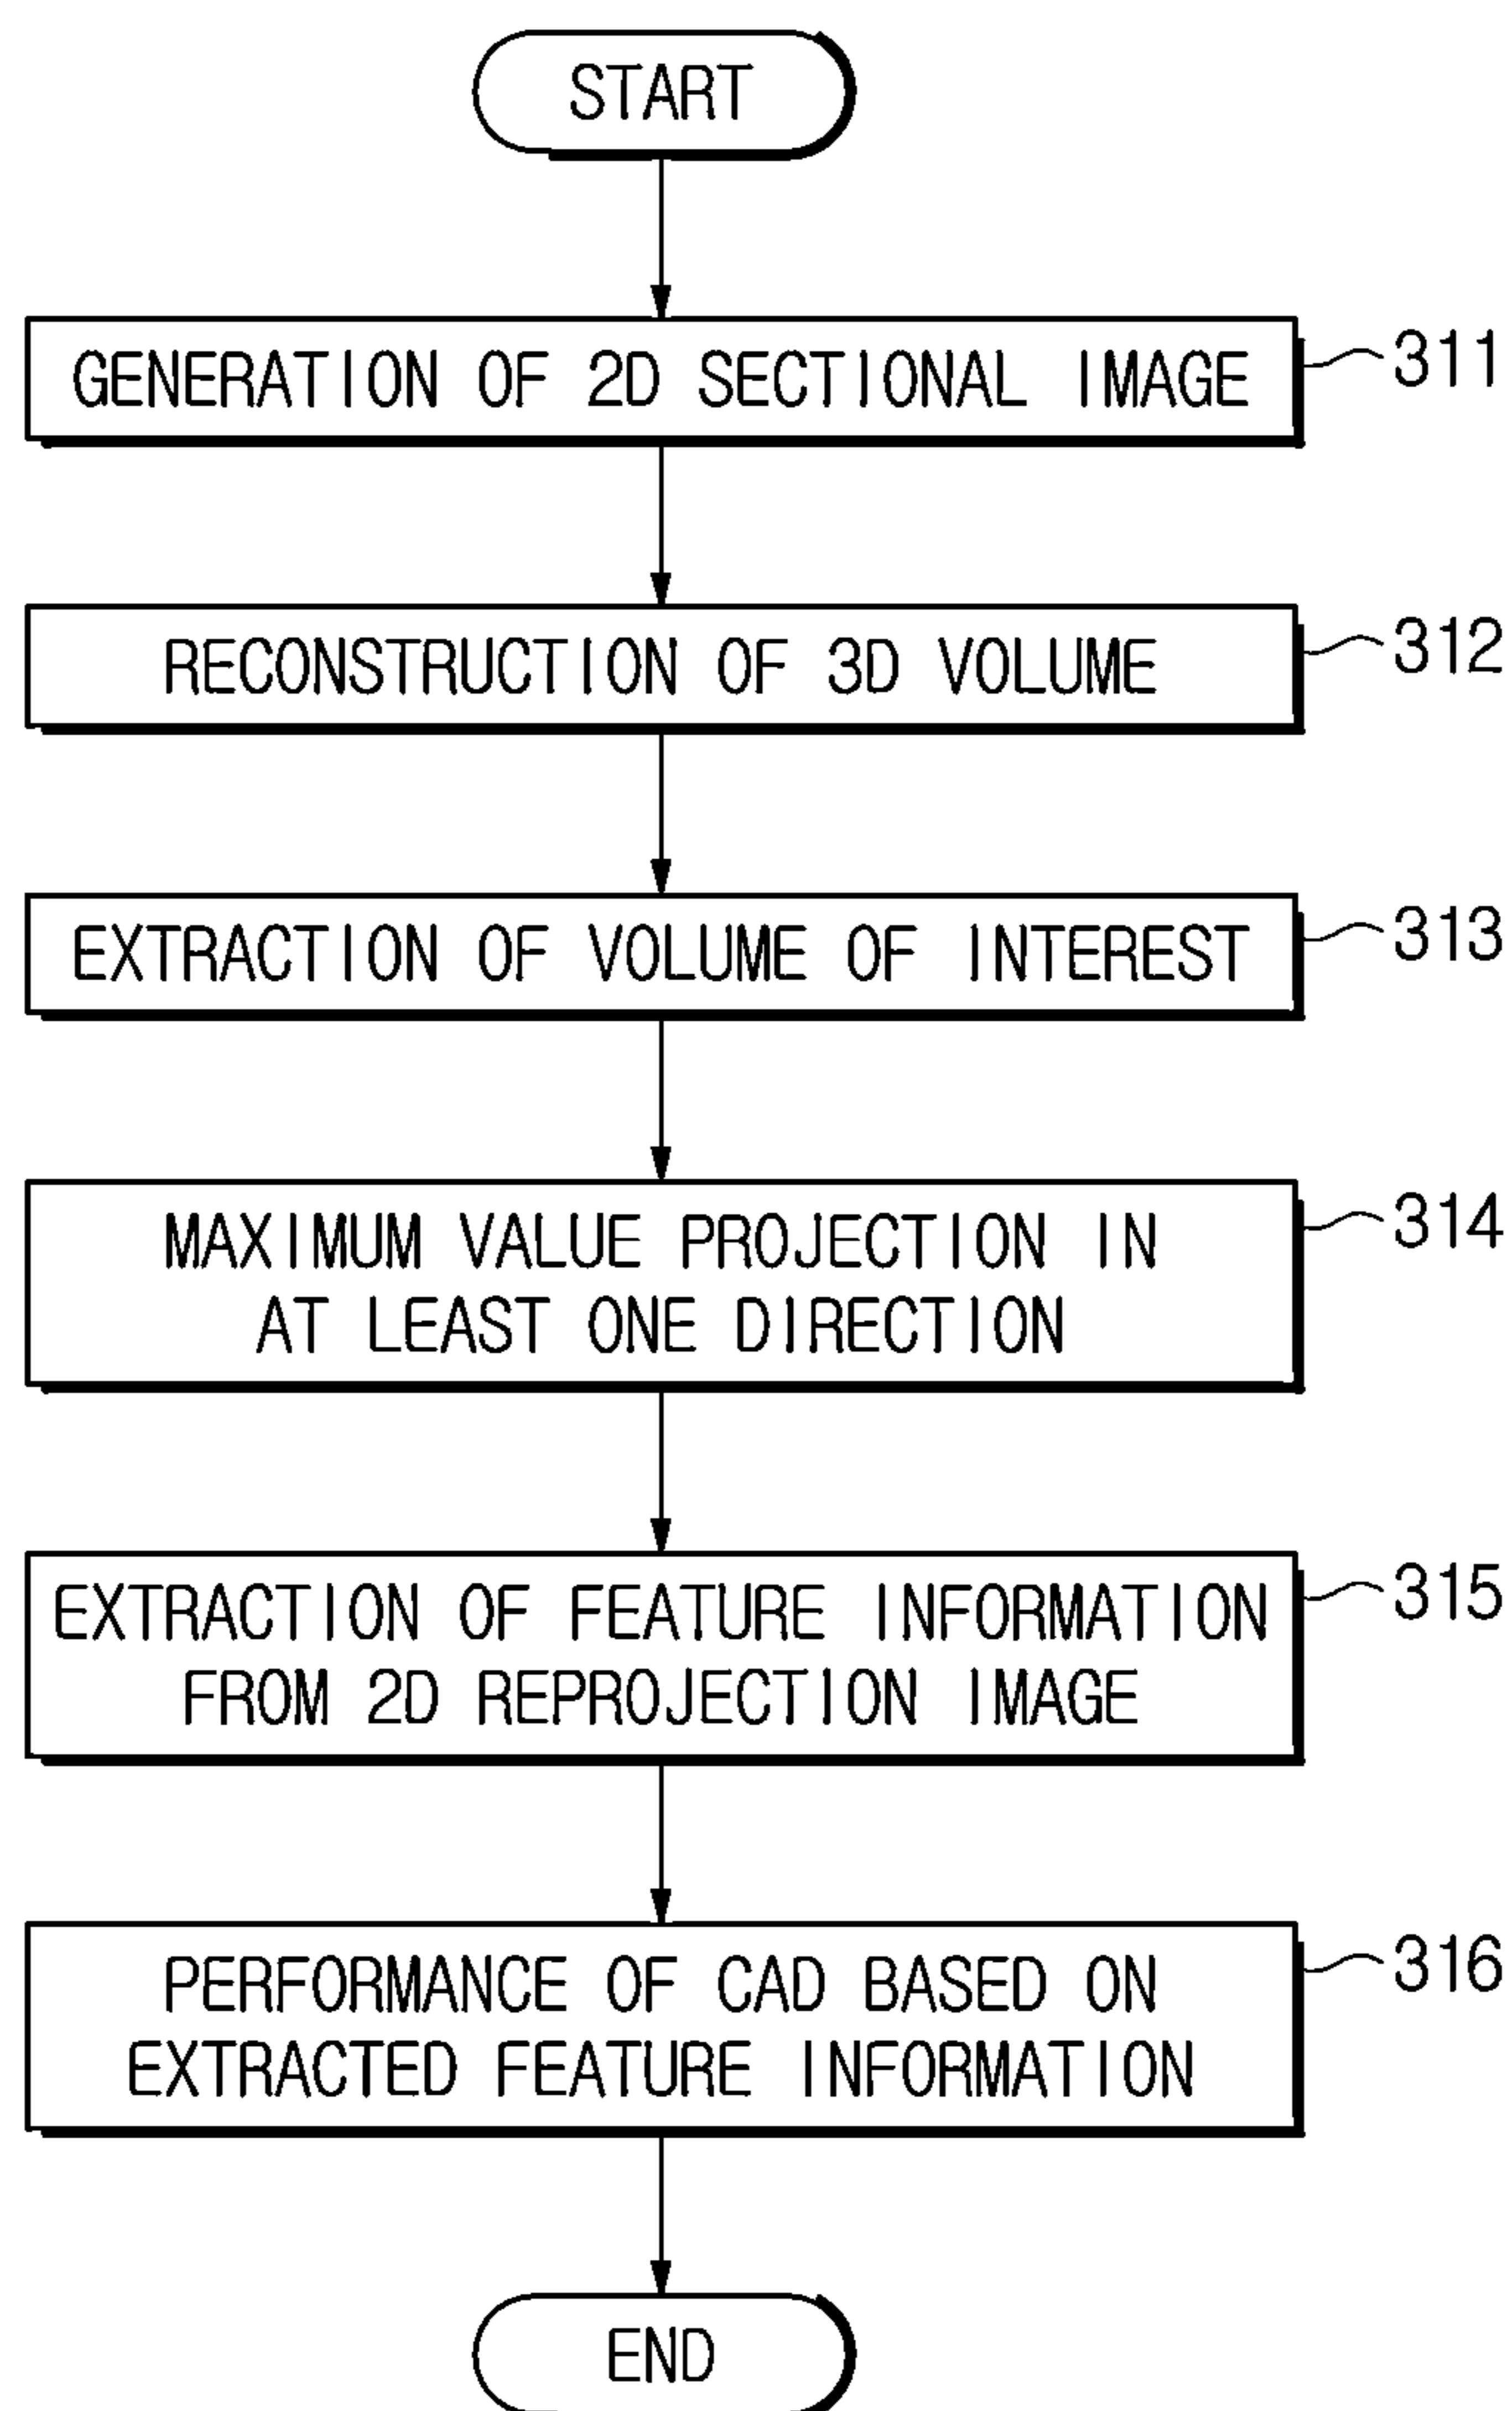 START
GENERATION OF 2D SECTIONAL IMAGE
311
RECONSTRUCTION OF 3D VOLUME
312
EXTRACTION OF VOLUME OF INTEREST
313
MAXIMUM VALUE PROJECTION IN
AT LEAST ONE DIRECTION
314
EXTRACTION OF FEATURE INFORMATION
FROM 2D REPROJECTION IMAGE
315
PERFORMANCE OF CAD BASED ON
EXTRACTED FEATURE INFORMATION
316
END